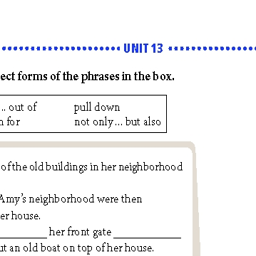 UNIT 13
ect forms of the phrases in the box.
... out of pull down
n for not only... but also
of the old buildings in her neighborhood
Amy's neighborhood were then
er house.
________ her front gate ____________
ut an old boat on top of her house.